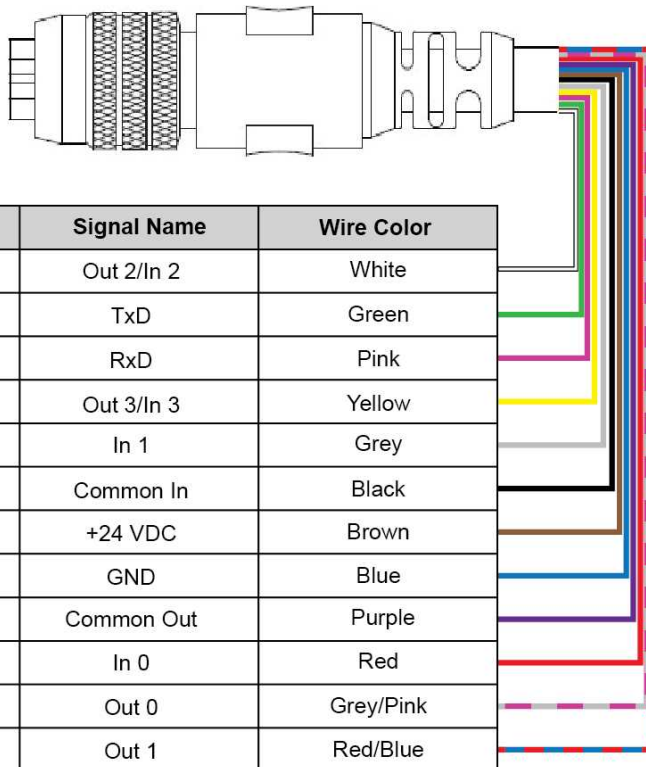 Signal Name Wire Color
Out 2/In 2 White
TxD Green
RxD Pink
Out 3/In 3 Yellow
In 1 Grey
Common In Black
+24 VDC Brown
GND Blue
Common Out Purple
In 0 Red
Out 0 Grey/Pink
Out 1 Red/Blue